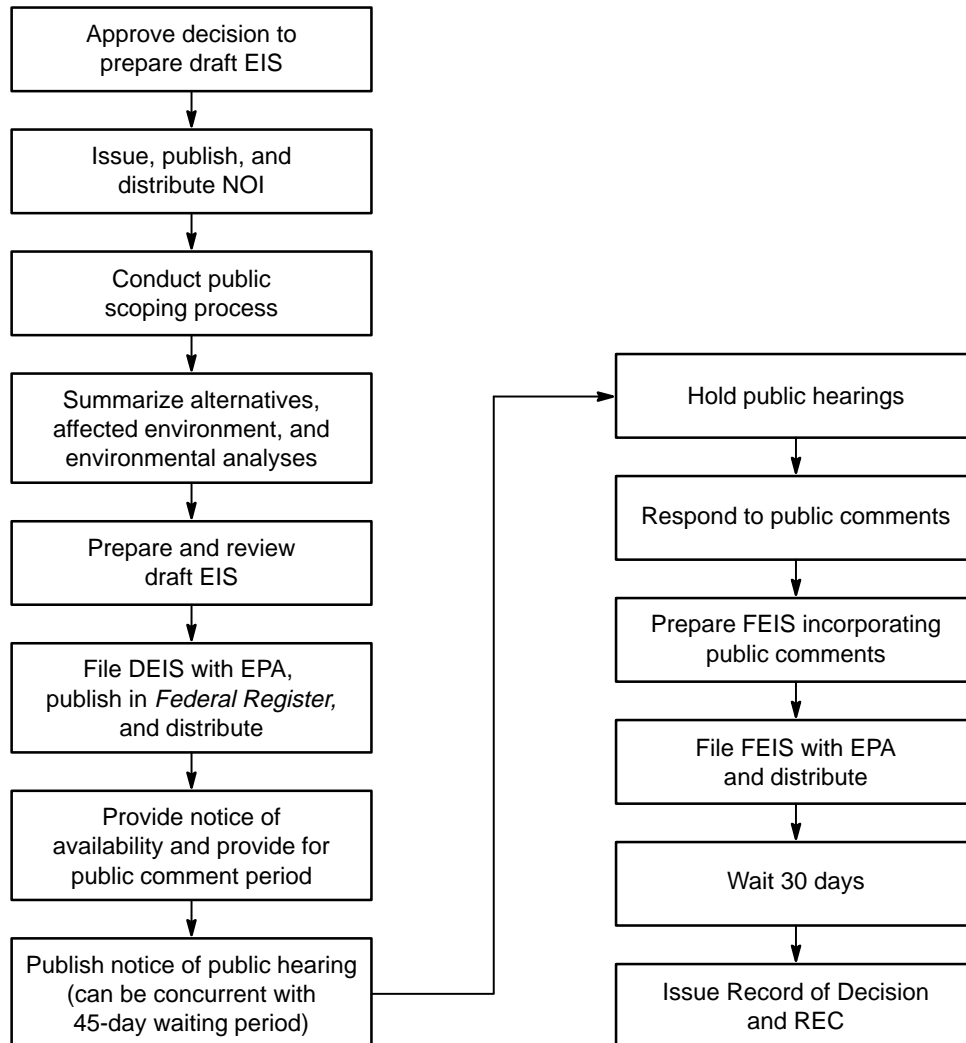 Approve decision to
prepare draft EIS
Issue, publish, and
distribute NOI
Conduct public
scoping process
Summarize alternatives,
affected environment, and
environmental analyses
Prepare and review
draft EIS
File DEIS with EPA,
publish in Federal Register,
and distribute
Provide notice of
availability and provide for
public comment period
Publish notice of public hearing
(can be concurrent with
45-day waiting period)
Hold public hearings
Respond to public comments
Prepare FEIS incorporating
public comments
File FEIS with EPA
and distribute
Wait 30 days
Issue Record of Decision
and REC